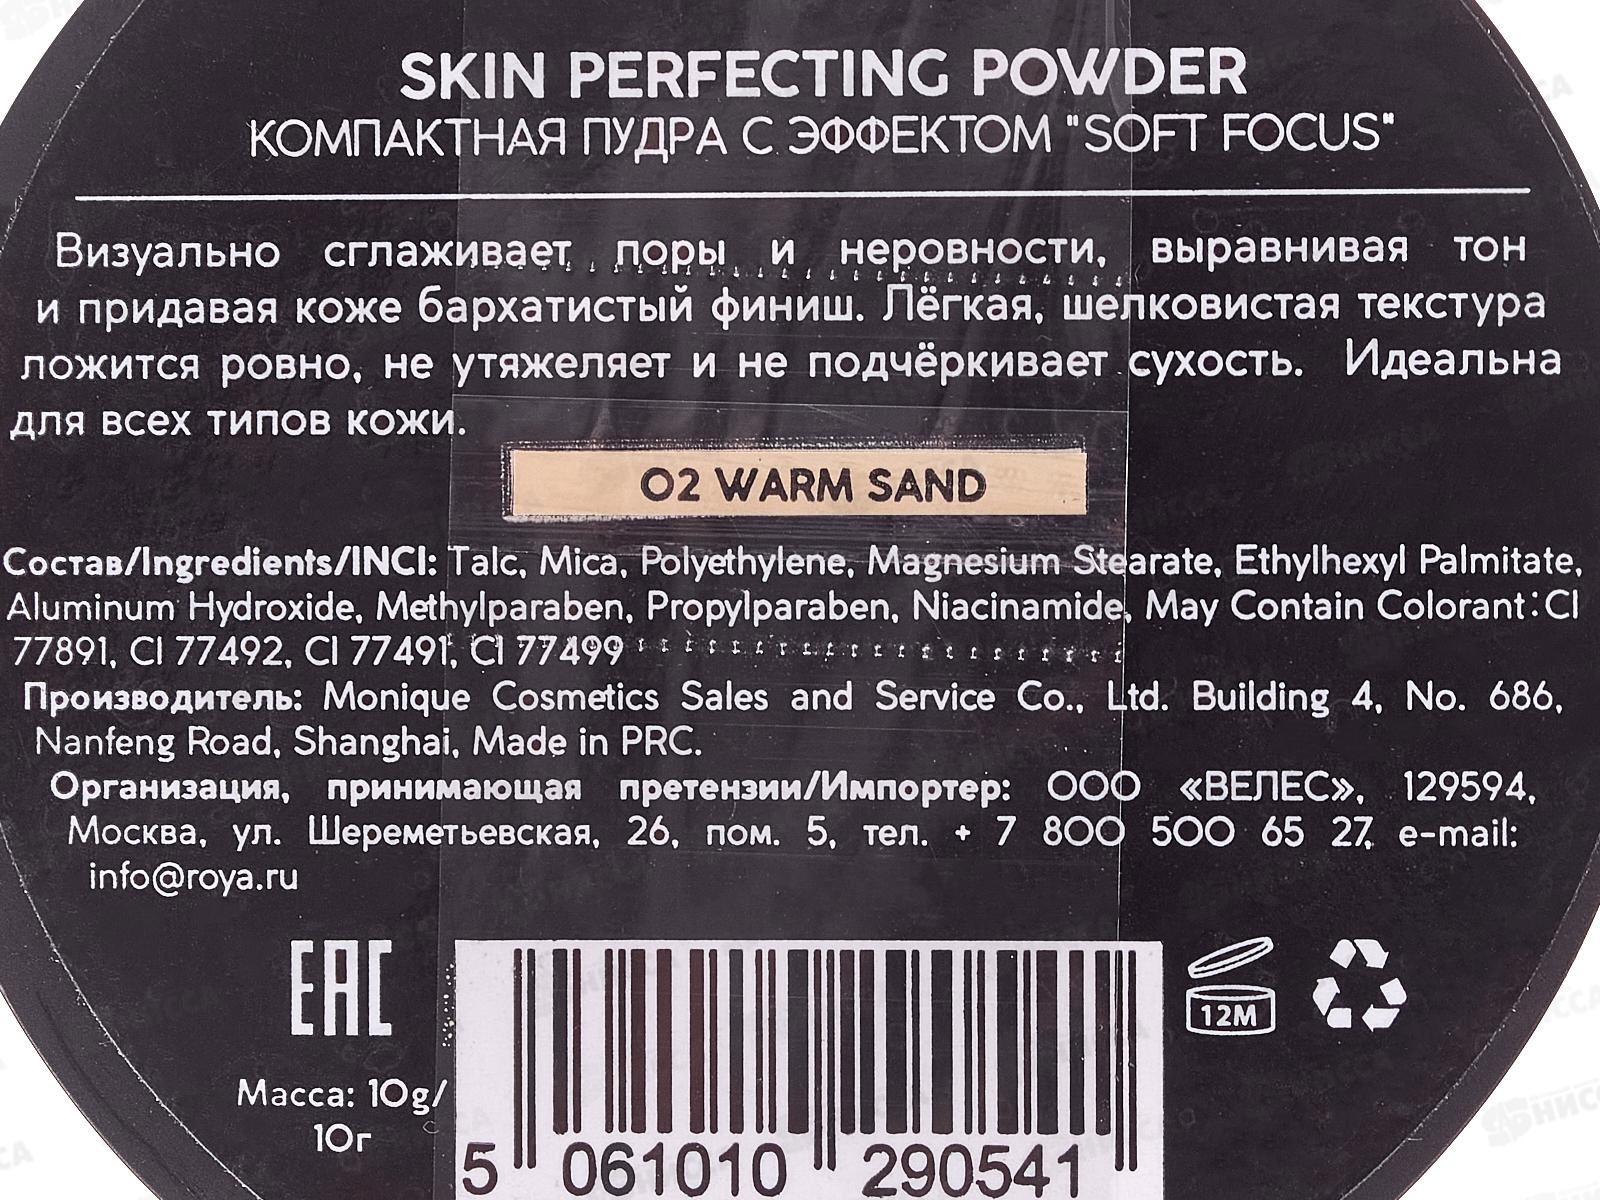 SKIN PERFECTING POWDER
КОМПАКТНАЯ ПУДРА С ЭФФЕКТОМ "SOFT FOCUS"
Визуально сглаживает поры и неровности, выравнивая тон
и придавая коже бархатистый финиш. Лёгкая, шелковистая текстура
ложится ровно, не утяжеляет и не подчёркивает сухость. Идеальна
для всех типов кожи.
02 WARM SAND
Состав/Ingredients/INCI: Talc, Mica, Polyethylene, Magnesium Stearate, Ethylhexyl Palmitate,
Aluminum Hydroxide, Methylparaben, Propylparaben, Niacinamide, May Contain Colorant:CI
77891, CI 77492, CI 77491, CI 77499
Производитель: Monique Cosmetics Sales and Service Co., Ltd. Building 4, No. 686,
Nanfeng Road, Shanghai, Made in PRC.
Организация, принимающая претензии/Импортер: ООО «ВЕЛЕС», 129594,
Москва, ул. Шереметьевская, 26, пом. 5, тел. + 7 800 500 65 27, e-mail:
info@roya.ru
EAC
12M
Масса: 10g/
10г
5 061010 290541